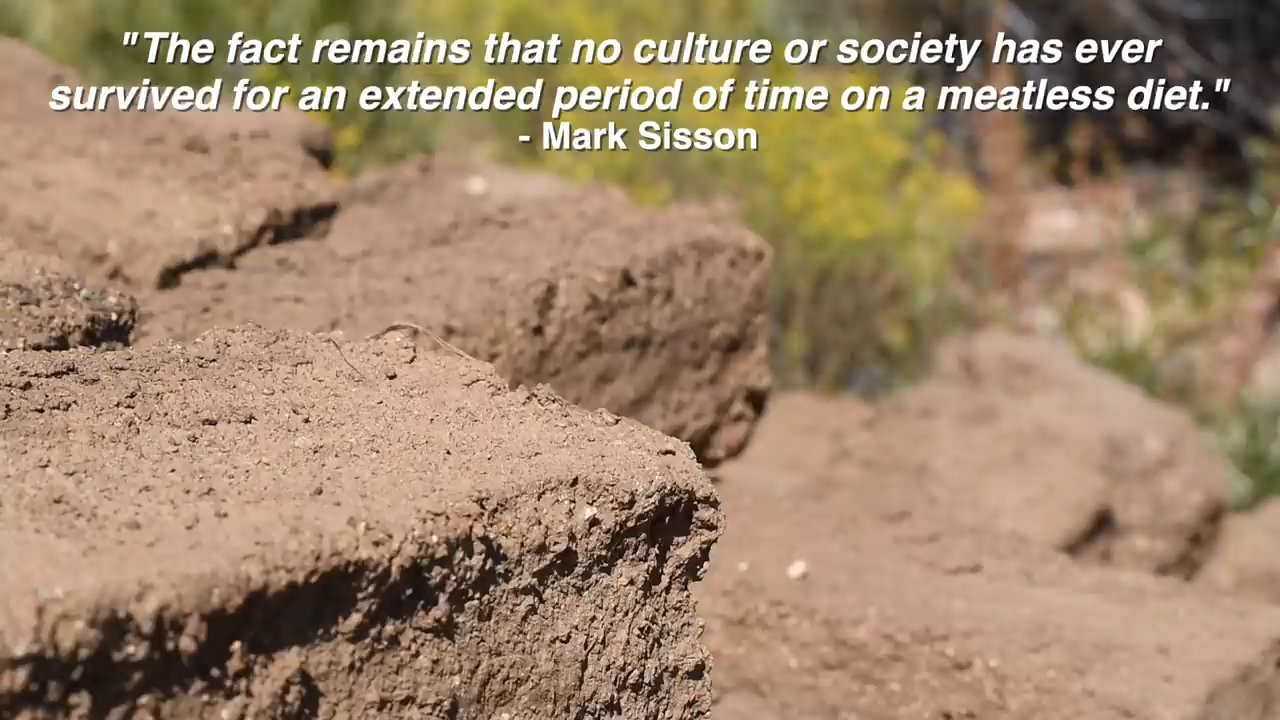 "The fact remains that no culture or society has ever
survived for an extended period of time on a meatless diet."
- Mark Sisson